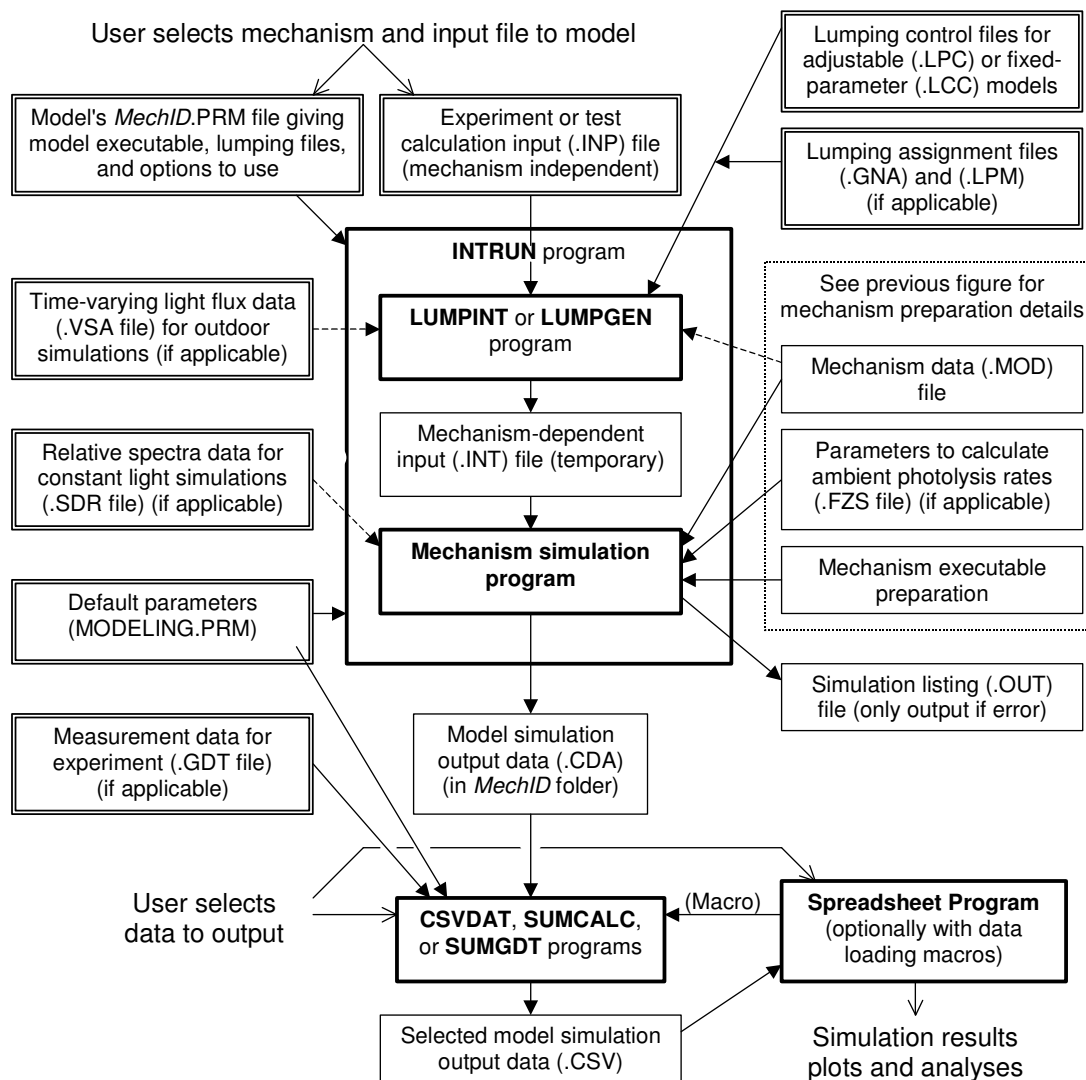 User selects mechanism and input file to model
Lumping control files for
adjustable (.LPC) or fixed-
parameter (.LCC) models
Model's MechID.PRM file giving
model executable, lumping files,
and options to use
Experiment or test
calculation input (.INP) file
(mechanism independent)
Lumping assignment files
(.GNA) and (.LPM)
(if applicable)
INTRUN program
Time-varying light flux data
(.VSA file) for outdoor
simulations (if applicable)
LUMPINT or LUMPGEN
program
See previous figure for
mechanism preparation details
Mechanism data (.MOD)
file
Relative spectra data for
constant light simulations
(.SDR file) (if applicable)
Mechanism-dependent
input (.INT) file (temporary)
Parameters to calculate
ambient photolysis rates
(.FZS file) (if applicable)
Mechanism simulation
program
Mechanism executable
preparation
Default parameters
(MODELING.PRM)
Simulation listing (.OUT)
file (only output if error)
Measurement data for
experiment (.GDT file)
(if applicable)
Model simulation
output data (.CDA)
(in MechID folder)
User selects
data to output
CSVDAT, SUMCALC,
or SUMGDT programs
(Macro)
Spreadsheet Program
(optionally with data
loading macros)
Selected model simulation
output data (.CSV)
Simulation results
plots and analyses